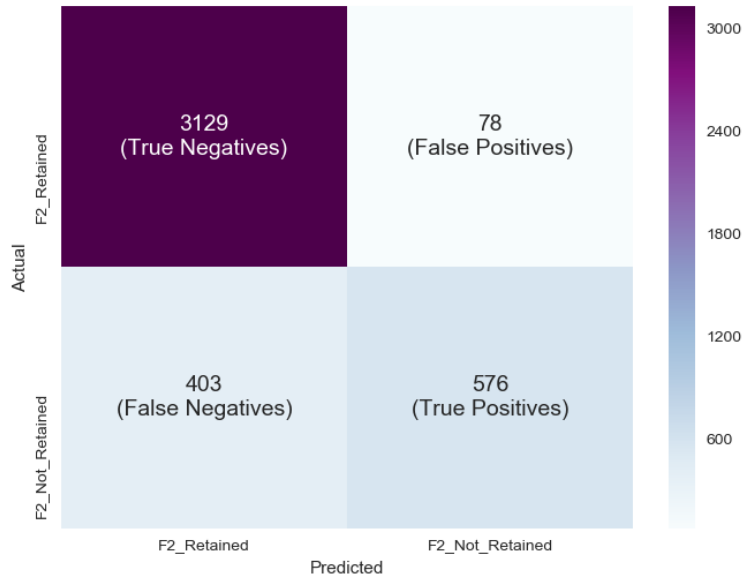 3129
(True Negatives)
78
(False Positives)
403
(False Negatives)
576
(True Positives)
F2_Retained
F2_Not_Retained
Actual
F2_Retained
F2_Not_Retained
Predicted
3000
2400
1800
1200
600